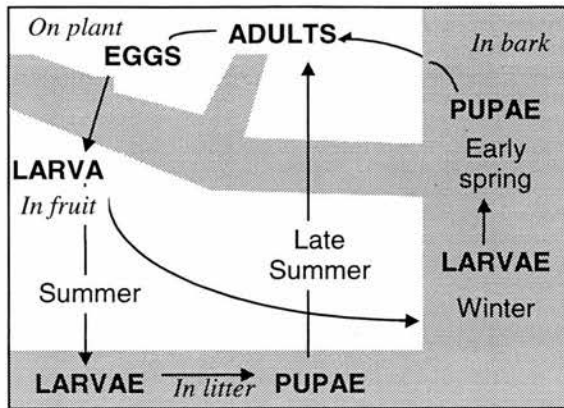 On plant
ADULTS
In bark
EGGS
PUPAE
Early
spring
LARVA
In fruit
Late
Summer
LARVAE
Summer
Winter
LARVAE
In litter
PUPAE